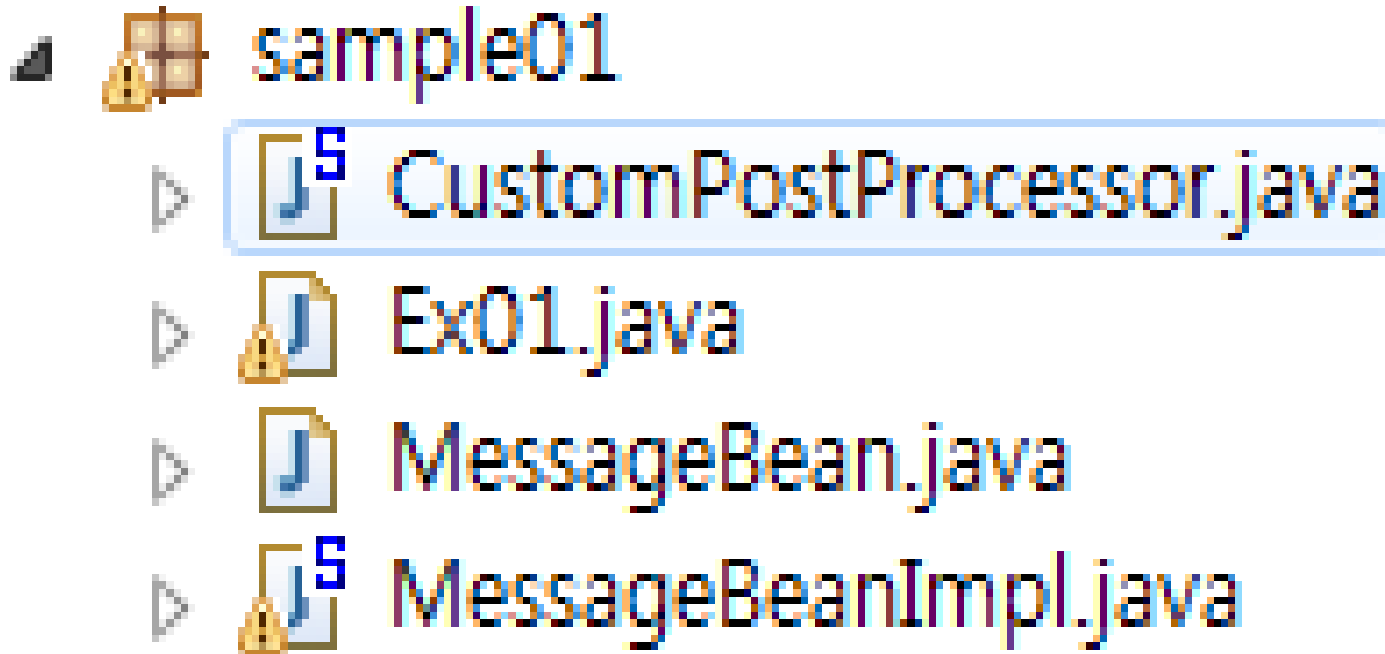 sample01
S CustomPostProcessor.java
Ex01.java
MessageBean.java
S MessageBeanImpl.java